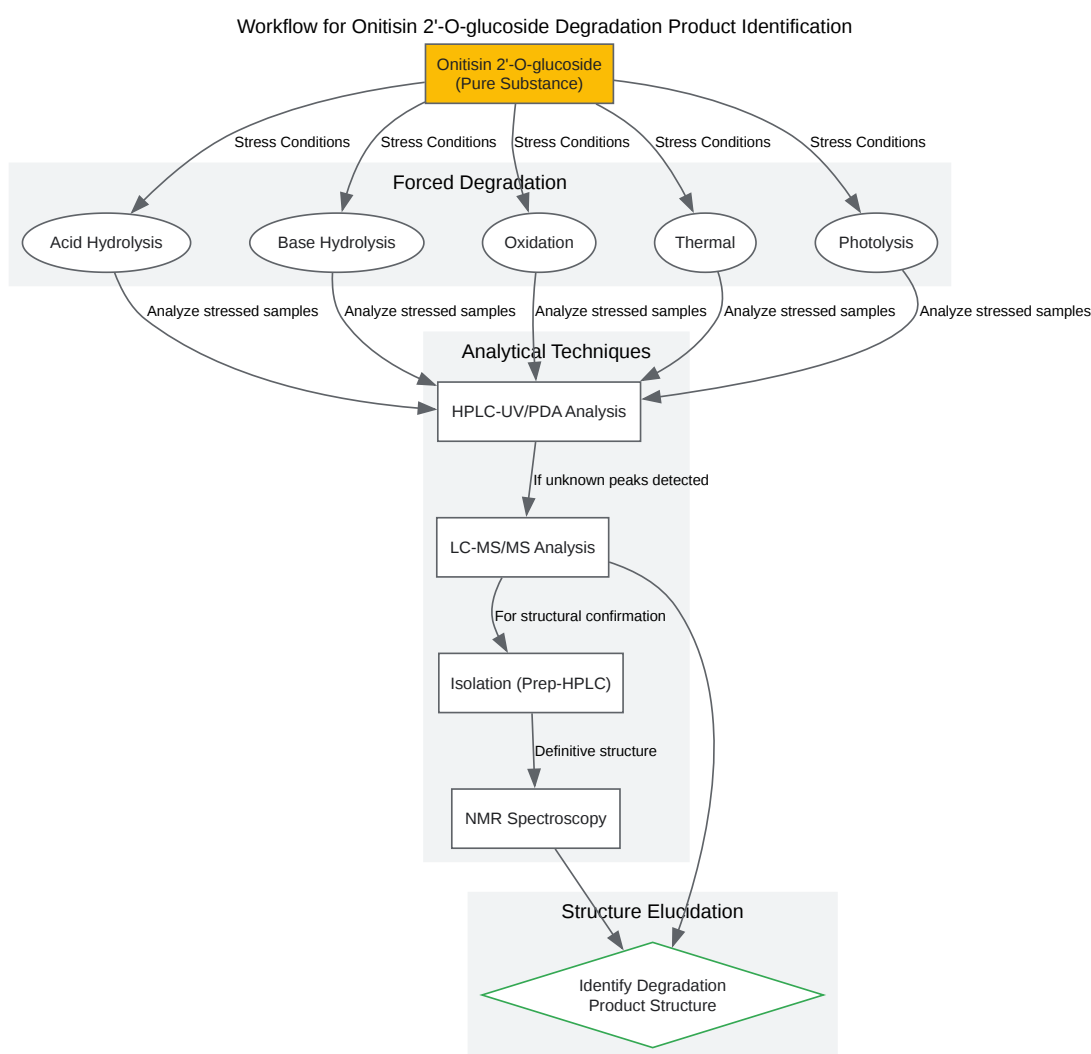 Workflow for Onitisin 2'-O-glucoside Degradation Product Identification
Onitisin 2'-O-glucoside
(Pure Substance)
Stress Conditions
Stress Conditions
Stress Conditions
Stress Conditions
Stress Conditions
Forced Degradation
Acid Hydrolysis
Base Hydrolysis
Oxidation
Thermal
Photolysis
Analyze stressed samples
Analyze stressed samples
Analyze stressed samples
Analyze stressed samples
Analyze stressed samples
Analytical Techniques
HPLC-UV/PDA Analysis
If unknown peaks detected
LC-MS/MS Analysis
For structural confirmation
Isolation (Prep-HPLC)
Definitive structure
NMR Spectroscopy
Structure Elucidation
Identify Degradation
Product Structure